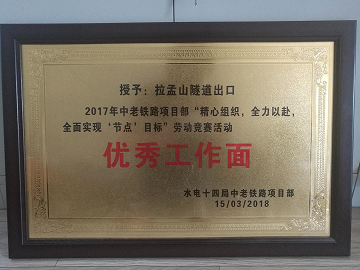 授予：拉孟山隧道出口
2017年中老铁路项目部“精心组织，全力以赴，
全面实现‘节点’目标”劳动竞赛活动
优秀工作面
水电十四局中老铁路项目部
15/03/2018